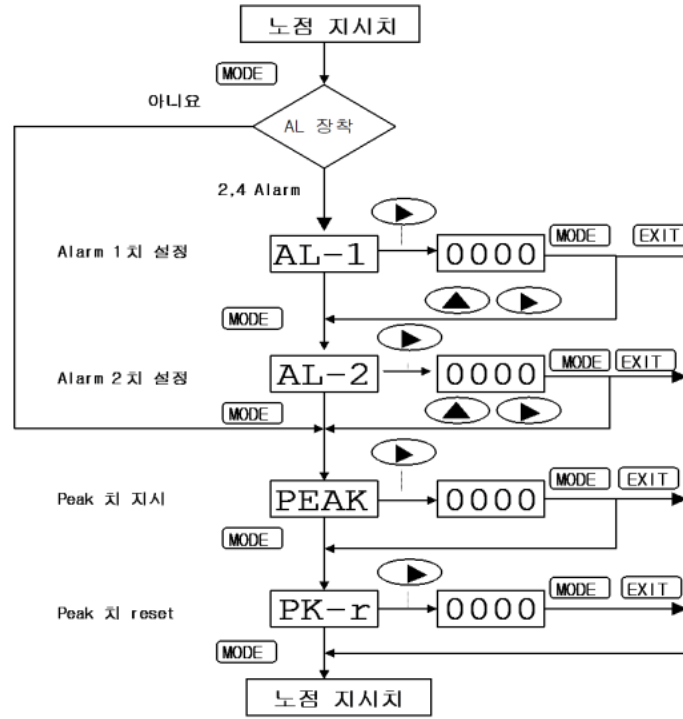 노점 지시치
MODE
아니요
AL 장착
2,4 Alarm
Alarm 1치 설정
AL-1
0000
MODE
EXIT
MODE
Alarm 2치 설정
AL-2
0000
MODE
EXIT
MODE
Peak 치 지시
PEAK
0000
MODE
EXIT
MODE
Peak 치 reset
PK-r
0000
MODE
EXIT
MODE
노점 지시치